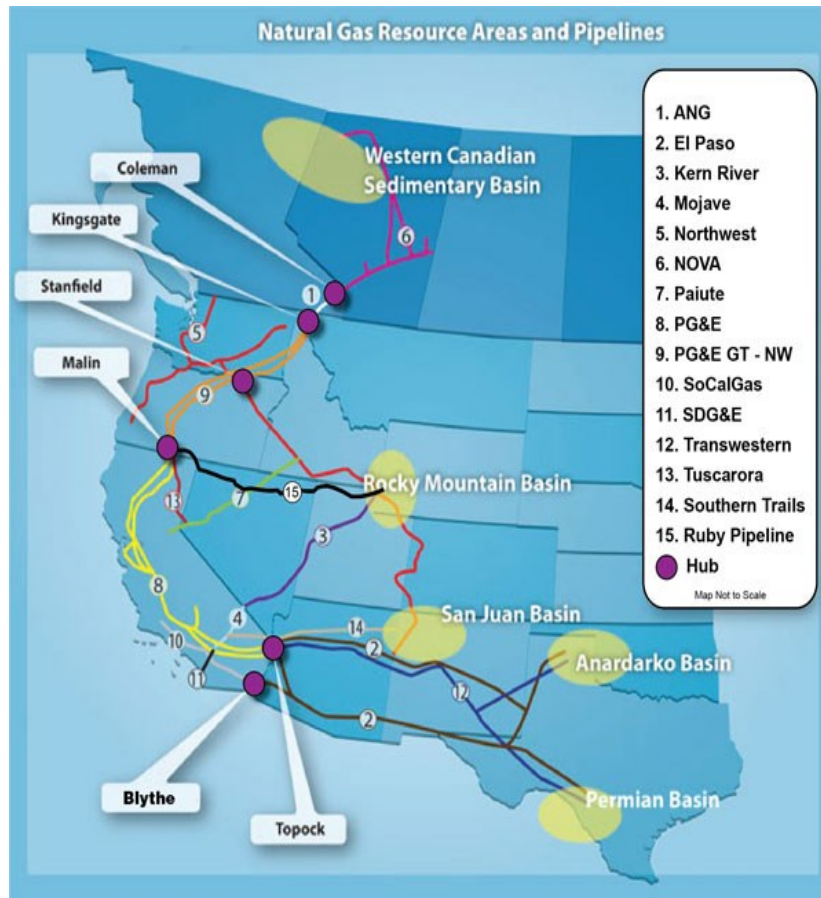 Natural Gas Resource Areas and Pipelines
1. ANG
2. El Paso
3. Kern River
4. Mojave
5. Northwest
6. NOVA
7. Paiute
8. PG&E
9. PG&E GT - NW
10. SoCalGas
11. SDG&E
12. Transwestern
13. Tuscarora
14. Southern Trails
15. Ruby Pipeline
Hub
Map Not to Scale
Western Canadian
Sedimentary Basin
Coleman
Kingsgate
Stanfield
Malin
6
1
5
9
Rocky Mountain Basin
13
7
15
3
8
4
10
14
11
San Juan Basin
2
12
Anardarko Basin
2
Permian Basin
Blythe
Topock